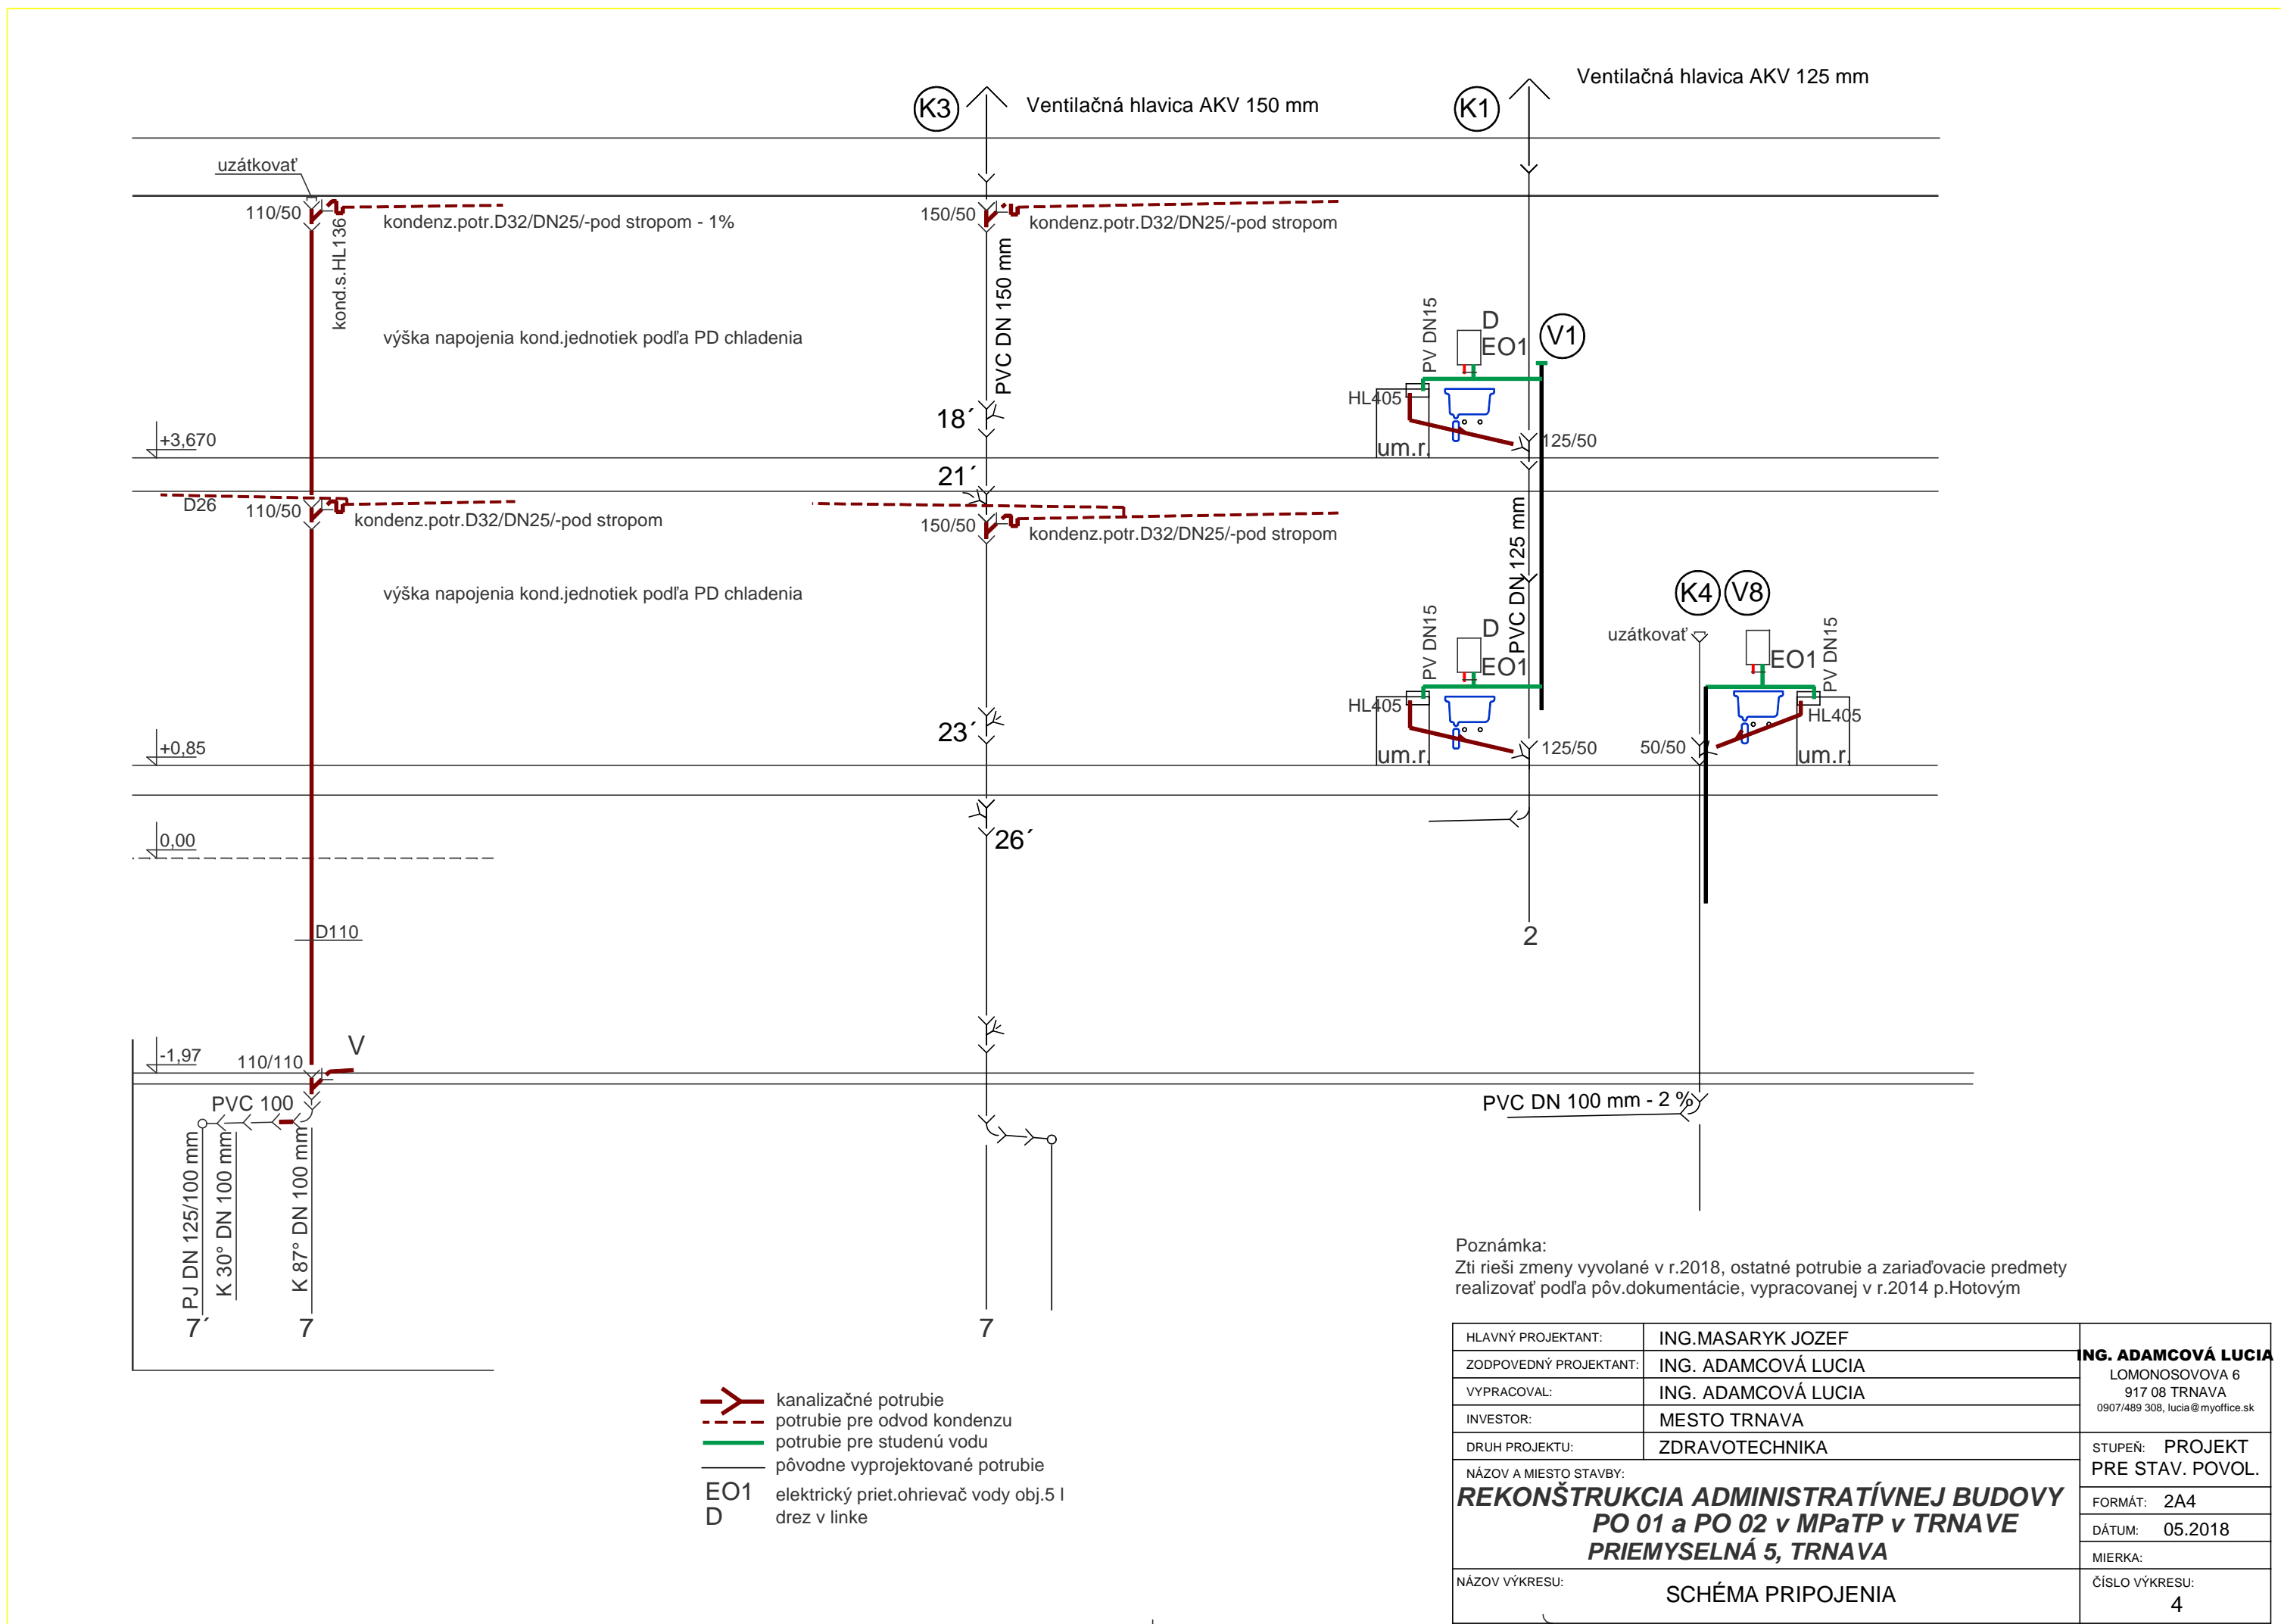 Ventilačná hlavica AKV 125 mm
K3
Ventilačná hlavica AKV 150 mm
K1
uzátkovať
110/50
kondenz.potr.D32/DN25/-pod stropom - 1%
kond.s.HL136
150/50
kondenz.potr.D32/DN25/-pod stropom
PVC DN 150 mm
výška napojenia kond.jednotiek podľa PD chladenia
PV DN15
D
EO1
V1
HL405
um.r.
125/50
18´
+3,670
21´
D26
110/50
kondenz.potr.D32/DN25/-pod stropom
150/50
kondenz.potr.D32/DN25/-pod stropom
PVC DN 125 mm
výška napojenia kond.jednotiek podľa PD chladenia
K4
V8
uzátkovať
PV DN15
D
EO1
HL405
um.r.
125/50
EO1
PV DN15
HL405
50/50
um.r.
23´
+0,85
0,00
26´
D110
2
-1,97
110/110
V
PVC 100
PVC DN 100 mm - 2 %
PJ DN 125/100 mm
K 30° DN 100 mm
K 87° DN 100 mm
7´
7
7
Poznámka:
Zti rieši zmeny vyvolané v r.2018, ostatné potrubie a zariaďovacie predmety
realizovať podľa pôv.dokumentácie, vypracovanej v r.2014 p.Hotovým
kanalizačné potrubie
potrubie pre odvod kondenzu
potrubie pre studenú vodu
pôvodne vyprojektované potrubie
EO1 elektrický priet.ohrievač vody obj.5 l
D drez v linke
HLAVNÝ PROJEKTANT: ING.MASARYK JOZEF
ZODPOVEDNÝ PROJEKTANT: ING. ADAMCOVÁ LUCIA
VYPRACOVAL: ING. ADAMCOVÁ LUCIA
INVESTOR: MESTO TRNAVA
DRUH PROJEKTU: ZDRAVOTECHNIKA
ING. ADAMCOVÁ LUCIA
LOMONOSOVOVA 6
917 08 TRNAVA
0907/489 308, lucia@myoffice.sk
STUPEŇ: PROJEKT
PRE STAV. POVOL.
NÁZOV A MIESTO STAVBY:
REKONŠTRUKCIA ADMINISTRATÍVNEJ BUDOVY
PO 01 a PO 02 v MPaTP v TRNAVE
PRIEMYSELNÁ 5, TRNAVA
FORMÁT: 2A4
DÁTUM: 05.2018
MIERKA:
NÁZOV VÝKRESU:
SCHÉMA PRIPOJENIA
ČÍSLO VÝKRESU:
4